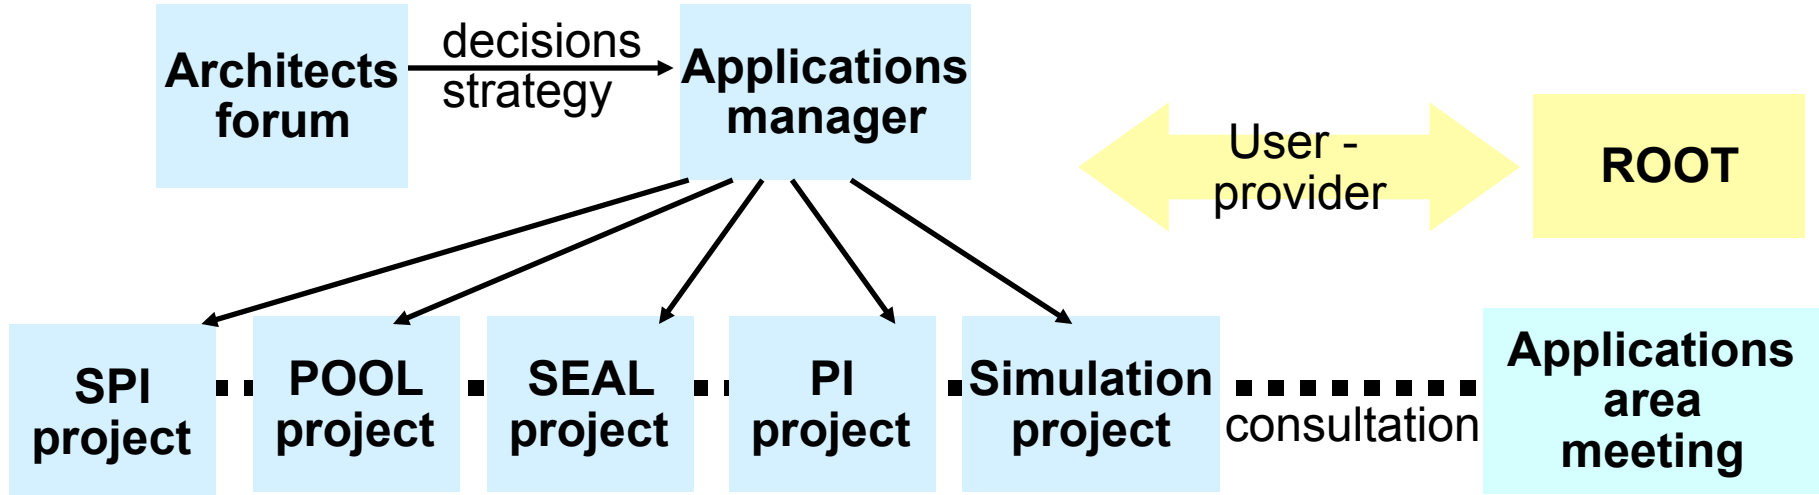 Architects
forum
decisions
strategy
Applications
manager
User -
provider
ROOT
SPI
project
POOL
project
SEAL
project
PI
project
Simulation
project
consultation
Applications
area
meeting